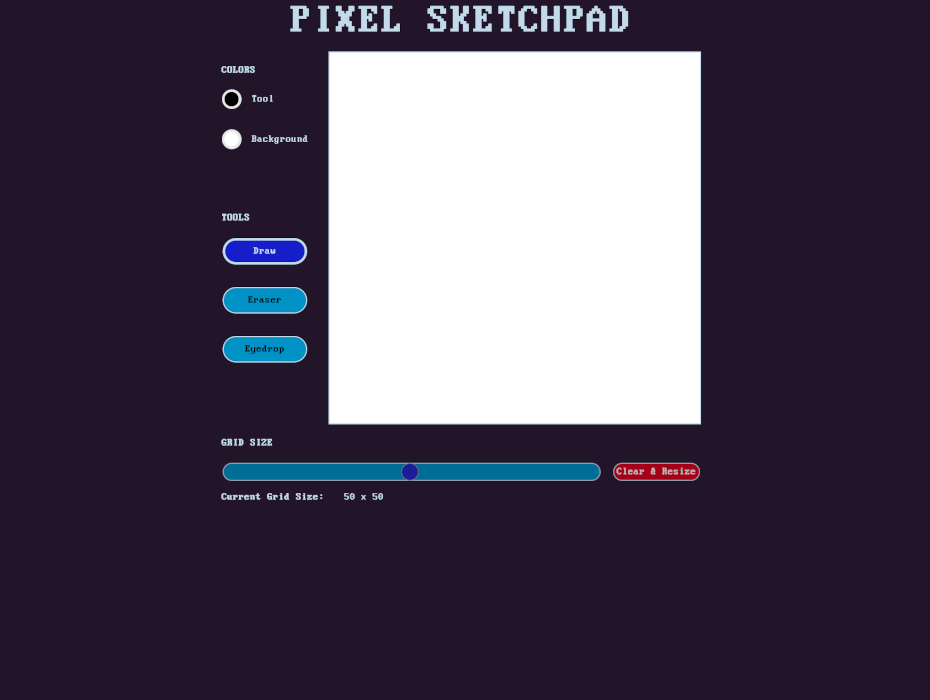 PIXEL SKETCHPAD
COLORS
Tool
Background
TOOLS
Draw
Eraser
Eyedrop
GRID SIZE
Clear & Resize
Current Grid Size: 50 x 50